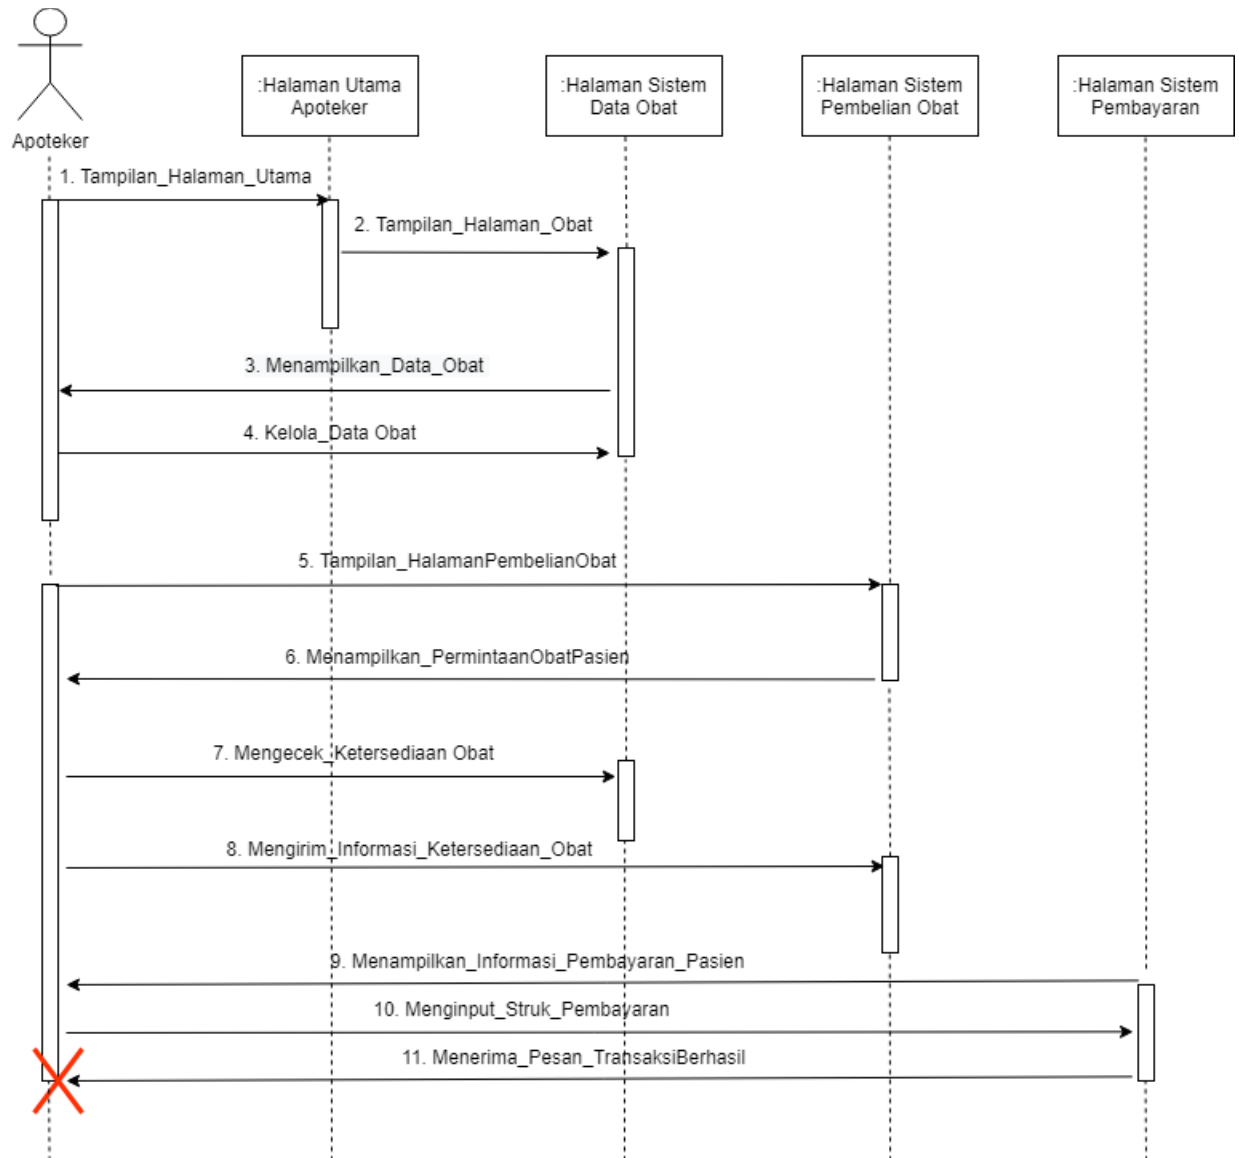 :Halaman Utama
Apoteker
:Halaman Sistem
Data Obat
:Halaman Sistem
Pembelian Obat
:Halaman Sistem
Pembayaran
Apoteker
1. Tampilan_Halaman_Utama
2. Tampilan_Halaman_Obat
3. Menampilkan_Data_Obat
4. Kelola_Data Obat
5. Tampilan_HalamanPembelianObat
6. Menampilkan_PermintaanObatPasien
7. Mengecek_Ketersediaan Obat
8. Mengirim_Informasi_Ketersediaan_Obat
9. Menampilkan_Informasi_Pembayaran_Pasien
10. Menginput_Struk_Pembayaran
11. Menerima_Pesan_TransaksiBerhasil